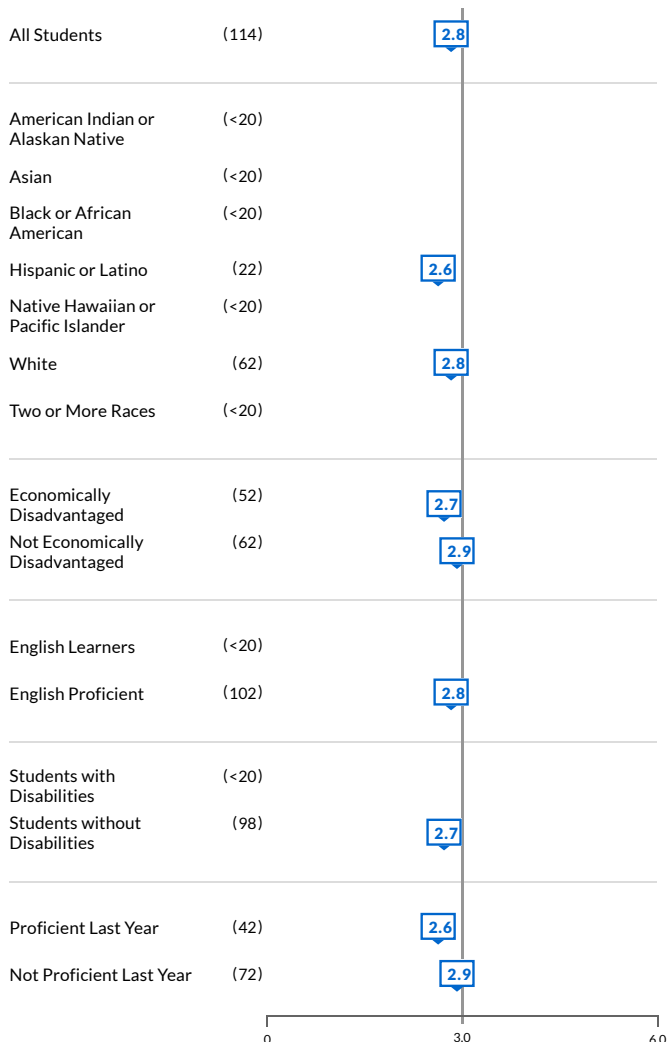 All Students (114) 2.8
American Indian or (<20)
Alaskan Native
Asian (<20)
Black or African (<20)
American
Hispanic or Latino (22) 2.6
Native Hawaiian or (<20)
Pacific Islander
White (62) 2.8
Two or More Races (<20)
Economically (52) 2.7
Disadvantaged
Not Economically (62) 2.9
Disadvantaged
English Learners (<20)
English Proficient (102) 2.8
Students with (<20)
Disabilities
Students without (98) 2.7
Disabilities
Proficient Last Year (42) 2.6
Not Proficient Last Year (72) 2.9
0 3.0 6.0